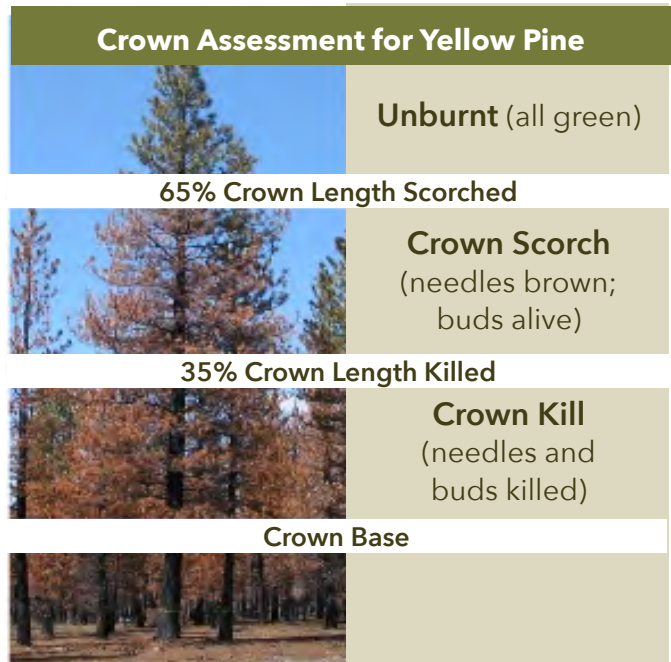 Crown Assessment for Yellow Pine
Unburnt (all green)
65% Crown Length Scorched
Crown Scorch
(needles brown;
buds alive)
35% Crown Length Killed
Crown Kill
(needles and
buds killed)
Crown Base